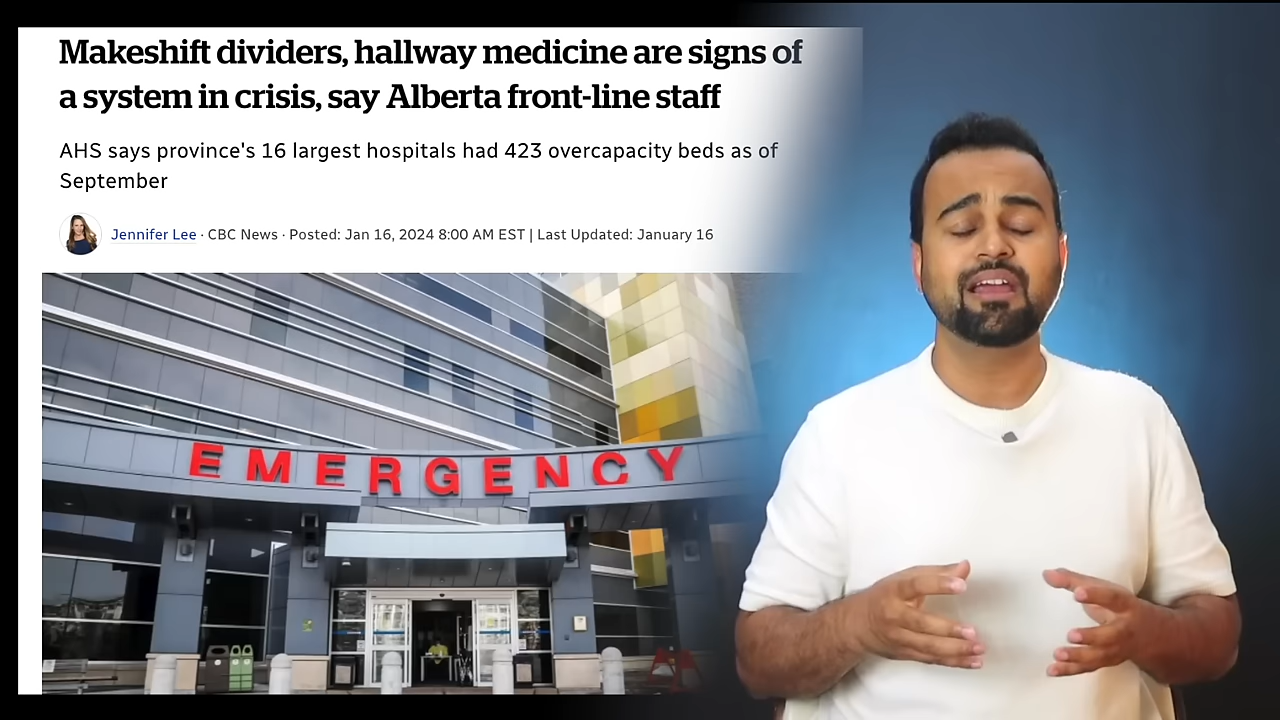 Makeshift dividers, hallway medicine are signs of
a system in crisis, say Alberta front-line staff
AHS says province's 16 largest hospitals had 423 overcapacity beds as of
September
Jennifer Lee · CBC News · Posted: Jan 16, 2024 8:00 AM EST | Last Updated: January 16
EMERGENCY